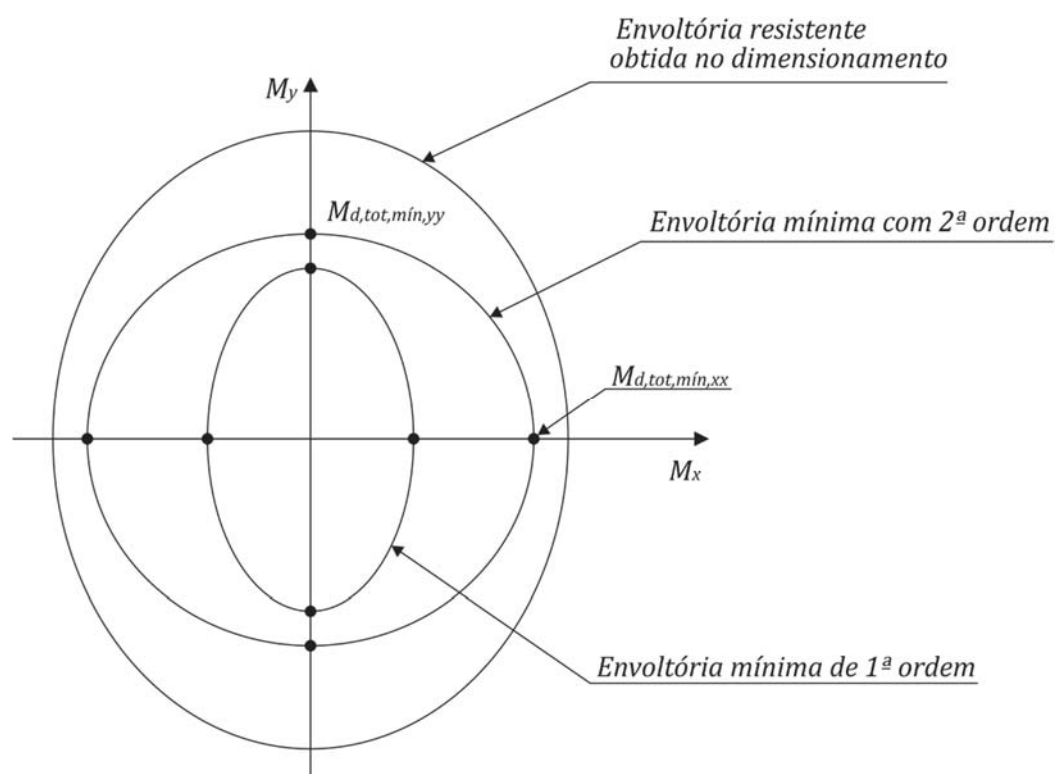 Envoltória resistente
obtida no dimensionamento
My
Md,tot,mín,yy
Envoltória mínima com 2ª ordem
Md,tot,mín,xx
Mx
Envoltória mínima de 1ª ordem